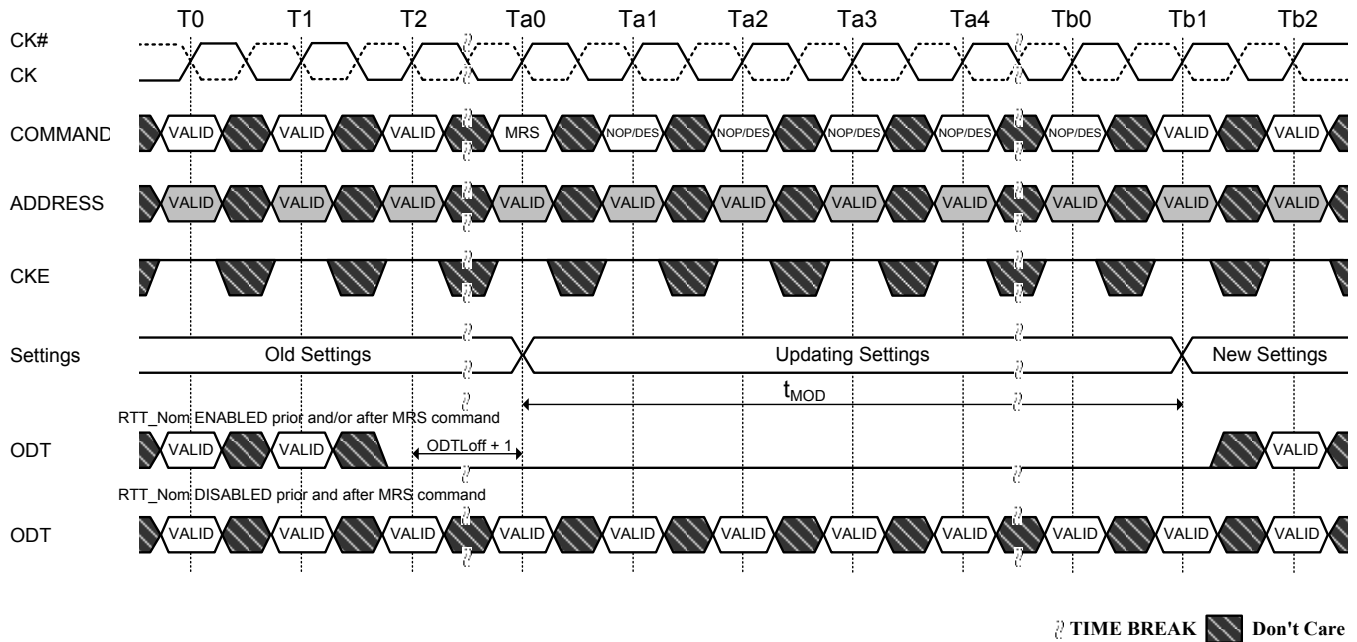 T0 T1 T2 Ta0 Ta1 Ta2 Ta3 Ta4 Tb0 Tb1 Tb2
CK#
CK
COMMAND VALID VALID VALID MRS NOP/DES NOP/DES NOP/DES NOP/DES NOP/DES VALID VALID
ADDRESS VALID VALID VALID VALID VALID VALID VALID VALID VALID VALID VALID
CKE
Settings Old Settings Updating Settings New Settings
tMOD
RTT_Nom ENABLED prior and/or after MRS command
ODT VALID VALID ODTLoff + 1 VALID
RTT_Nom DISABLED prior and after MRS command
ODT VALID VALID VALID VALID VALID VALID VALID VALID VALID VALID VALID
TIME BREAK Don't Care